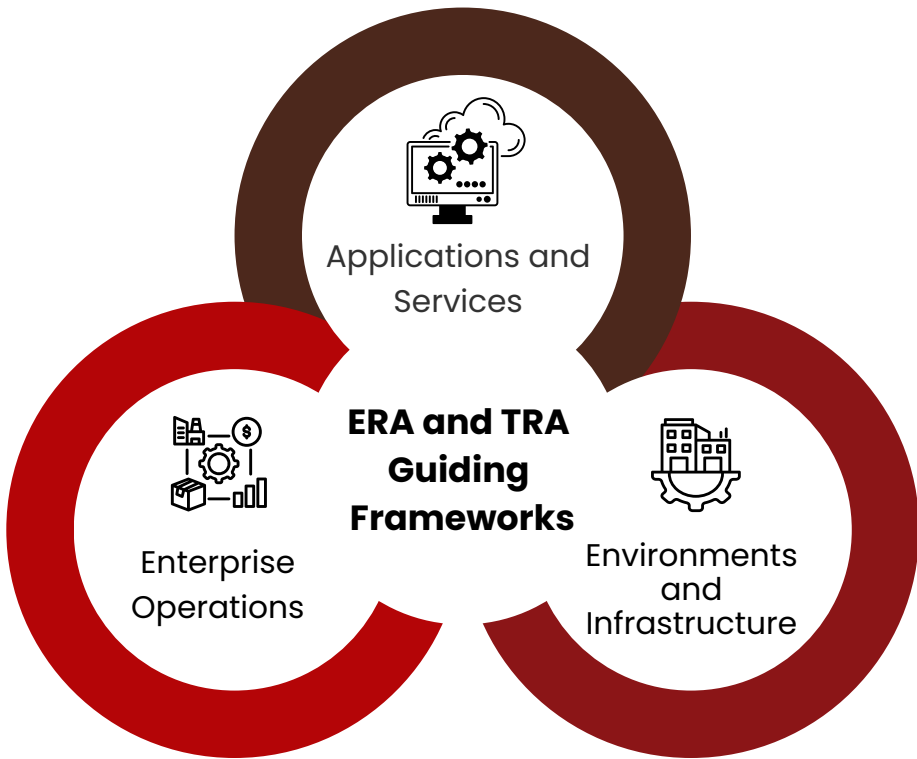 Applications and
Services
ERA and TRA
Guiding
Frameworks
$
Enterprise
Operations
Environments
and
Infrastructure